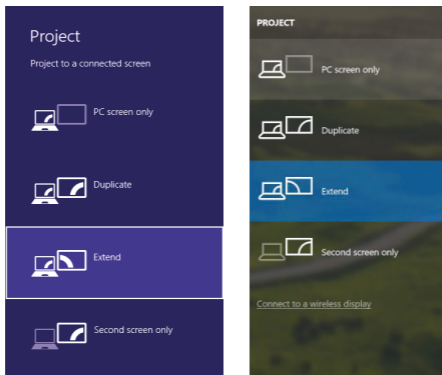 Project
Project to a connected screen
PC screen only
Duplicate
Extend
Second screen only
PROJECT
PC screen only
Duplicate
Extend
Second screen only
Connect to a wireless display